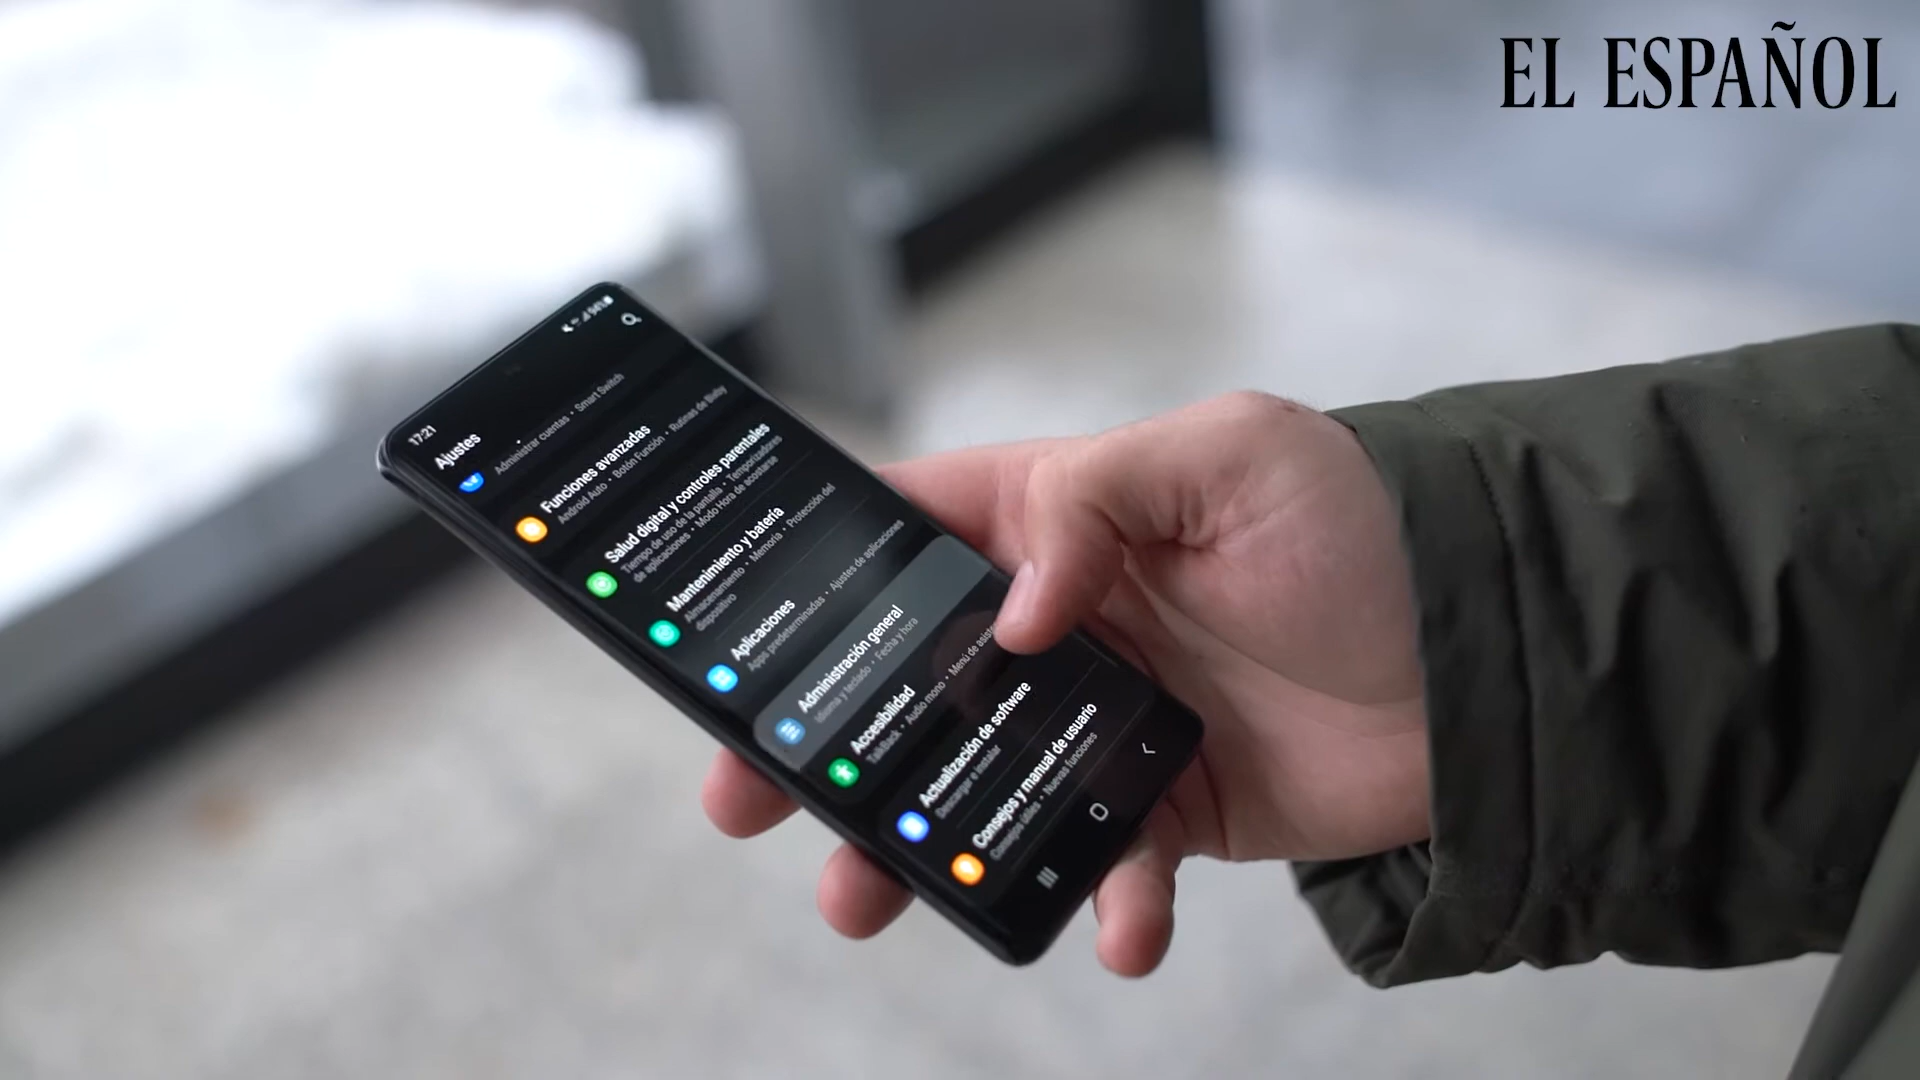 EL ESPAÑOL
17:21
94%
Ajustes
Administrar cuentas • Smart Switch
Funciones avanzadas
Android Auto • Botón Función • Rutinas de Bixby
Salud digital y controles parentales
Tiempo de uso de la pantalla • Temporizadores
de aplicaciones • Modo Hora de acostarse
Mantenimiento y batería
Almacenamiento • Memoria • Protección del
dispositivo
Aplicaciones
Apps predeterminadas • Ajustes de aplicaciones
Administración general
Idioma y teclado • Fecha y hora
Accesibilidad
TalkBack • Audio mono • Menú de asist
Actualización de software
Descargar e instalar
Consejos y manual de usuario
Consejos útiles • Nuevas funciones